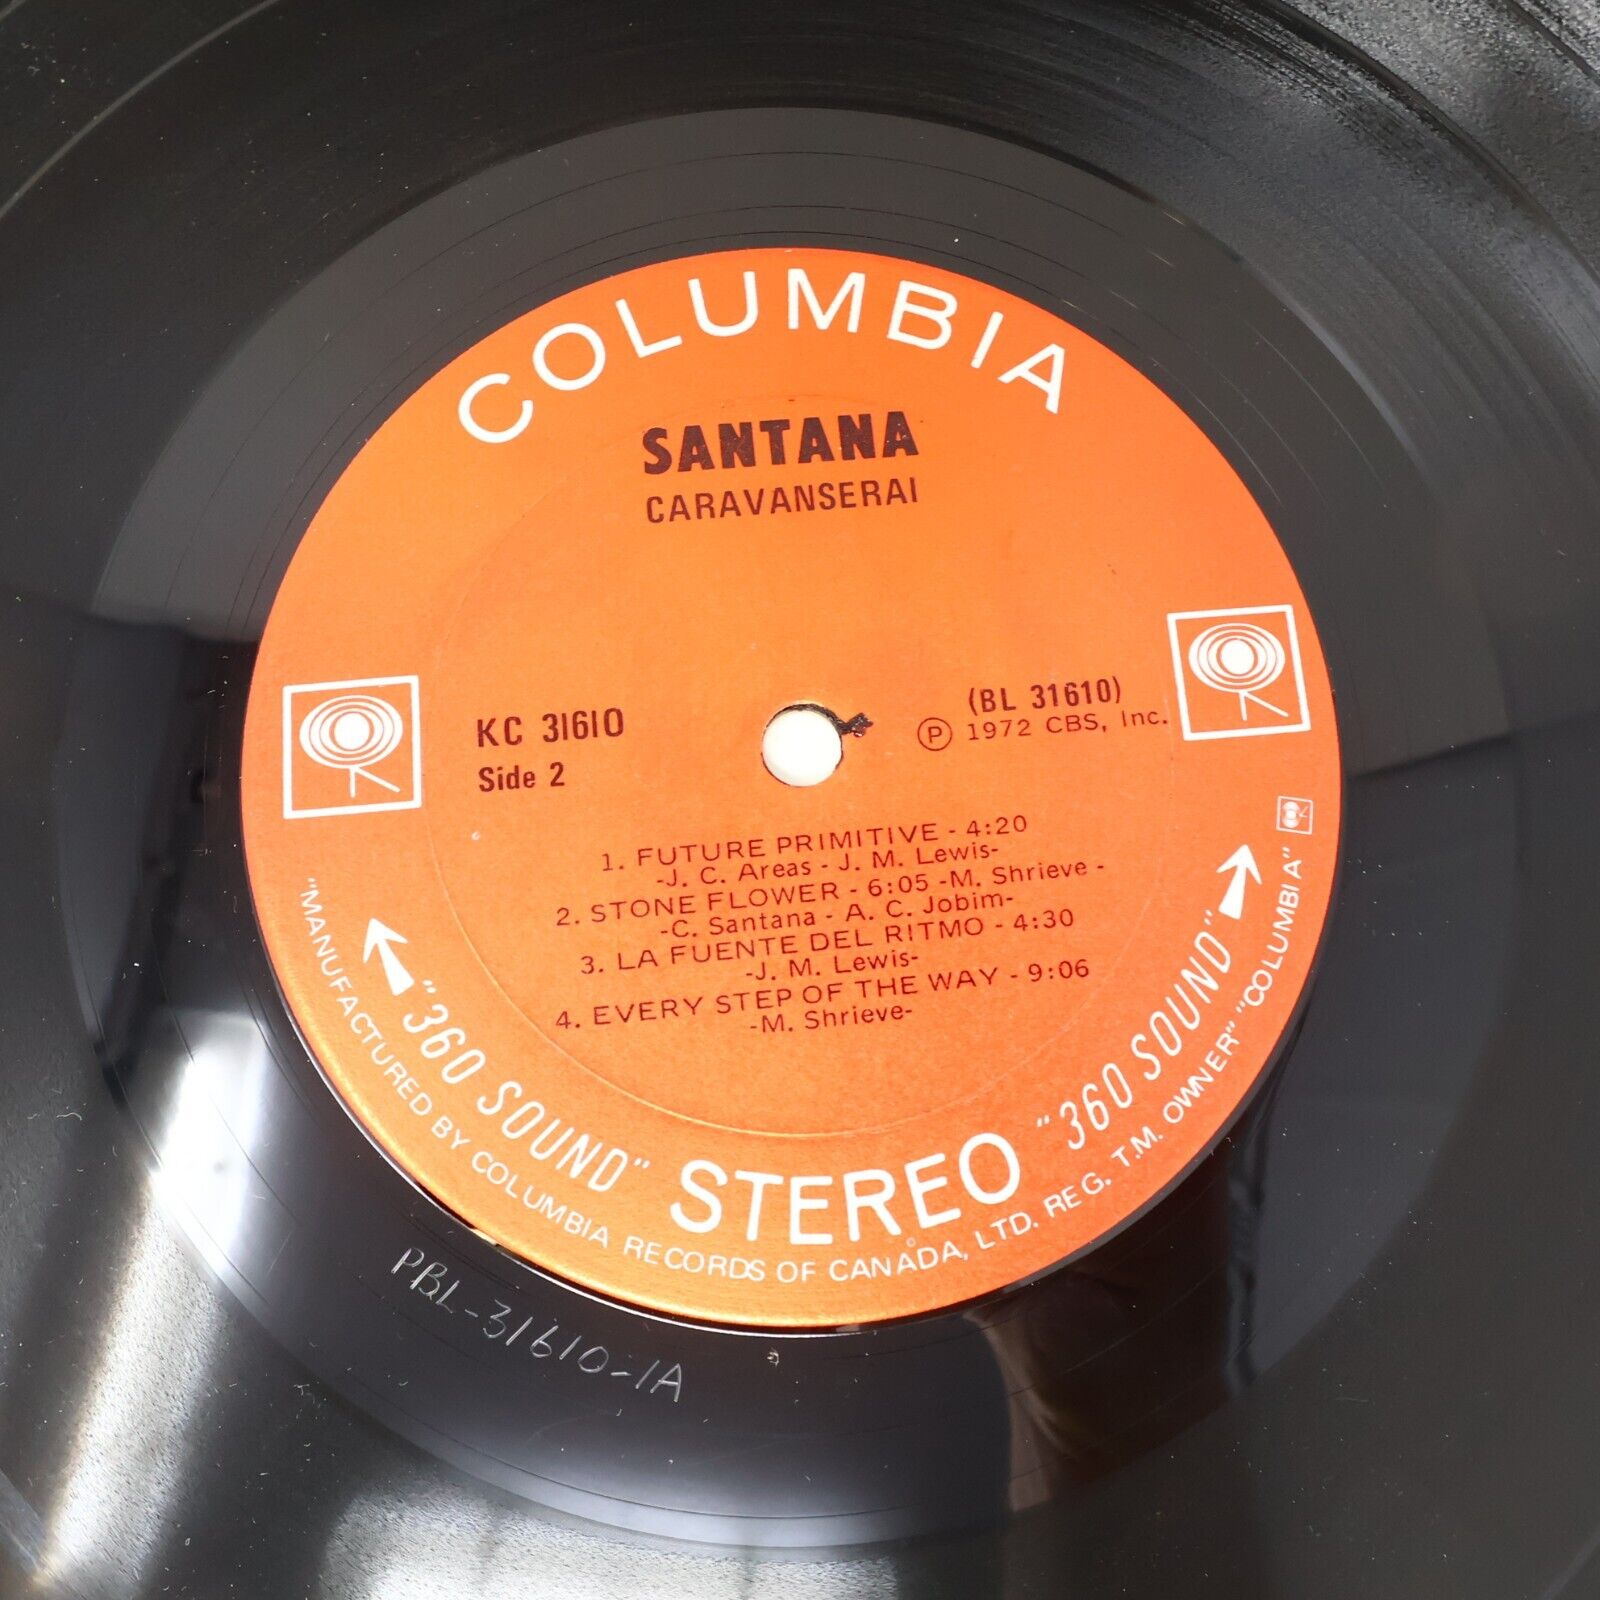 COLUMBIA
SANTANA
CARAVANSERAI
KC 31610
Side 2
(BL 31610)
Ⓟ 1972 CBS, Inc.
1. FUTURE PRIMITIVE - 4:20
-J. C. Areas - J. M. Lewis-
2. STONE FLOWER - 6:05 -M. Shrieve -
-C. Santana - A. C. Jobim-
3. LA FUENTE DEL RITMO - 4:30
-J. M. Lewis-
4. EVERY STEP OF THE WAY - 9:06
-M. Shrieve-
"360 SOUND" STEREO "360 SOUND"
"MANUFACTURED BY COLUMBIA RECORDS OF CANADA, LTD. REG. T.M. OWNER" "COLUMBIA"
PBL-31610-1A